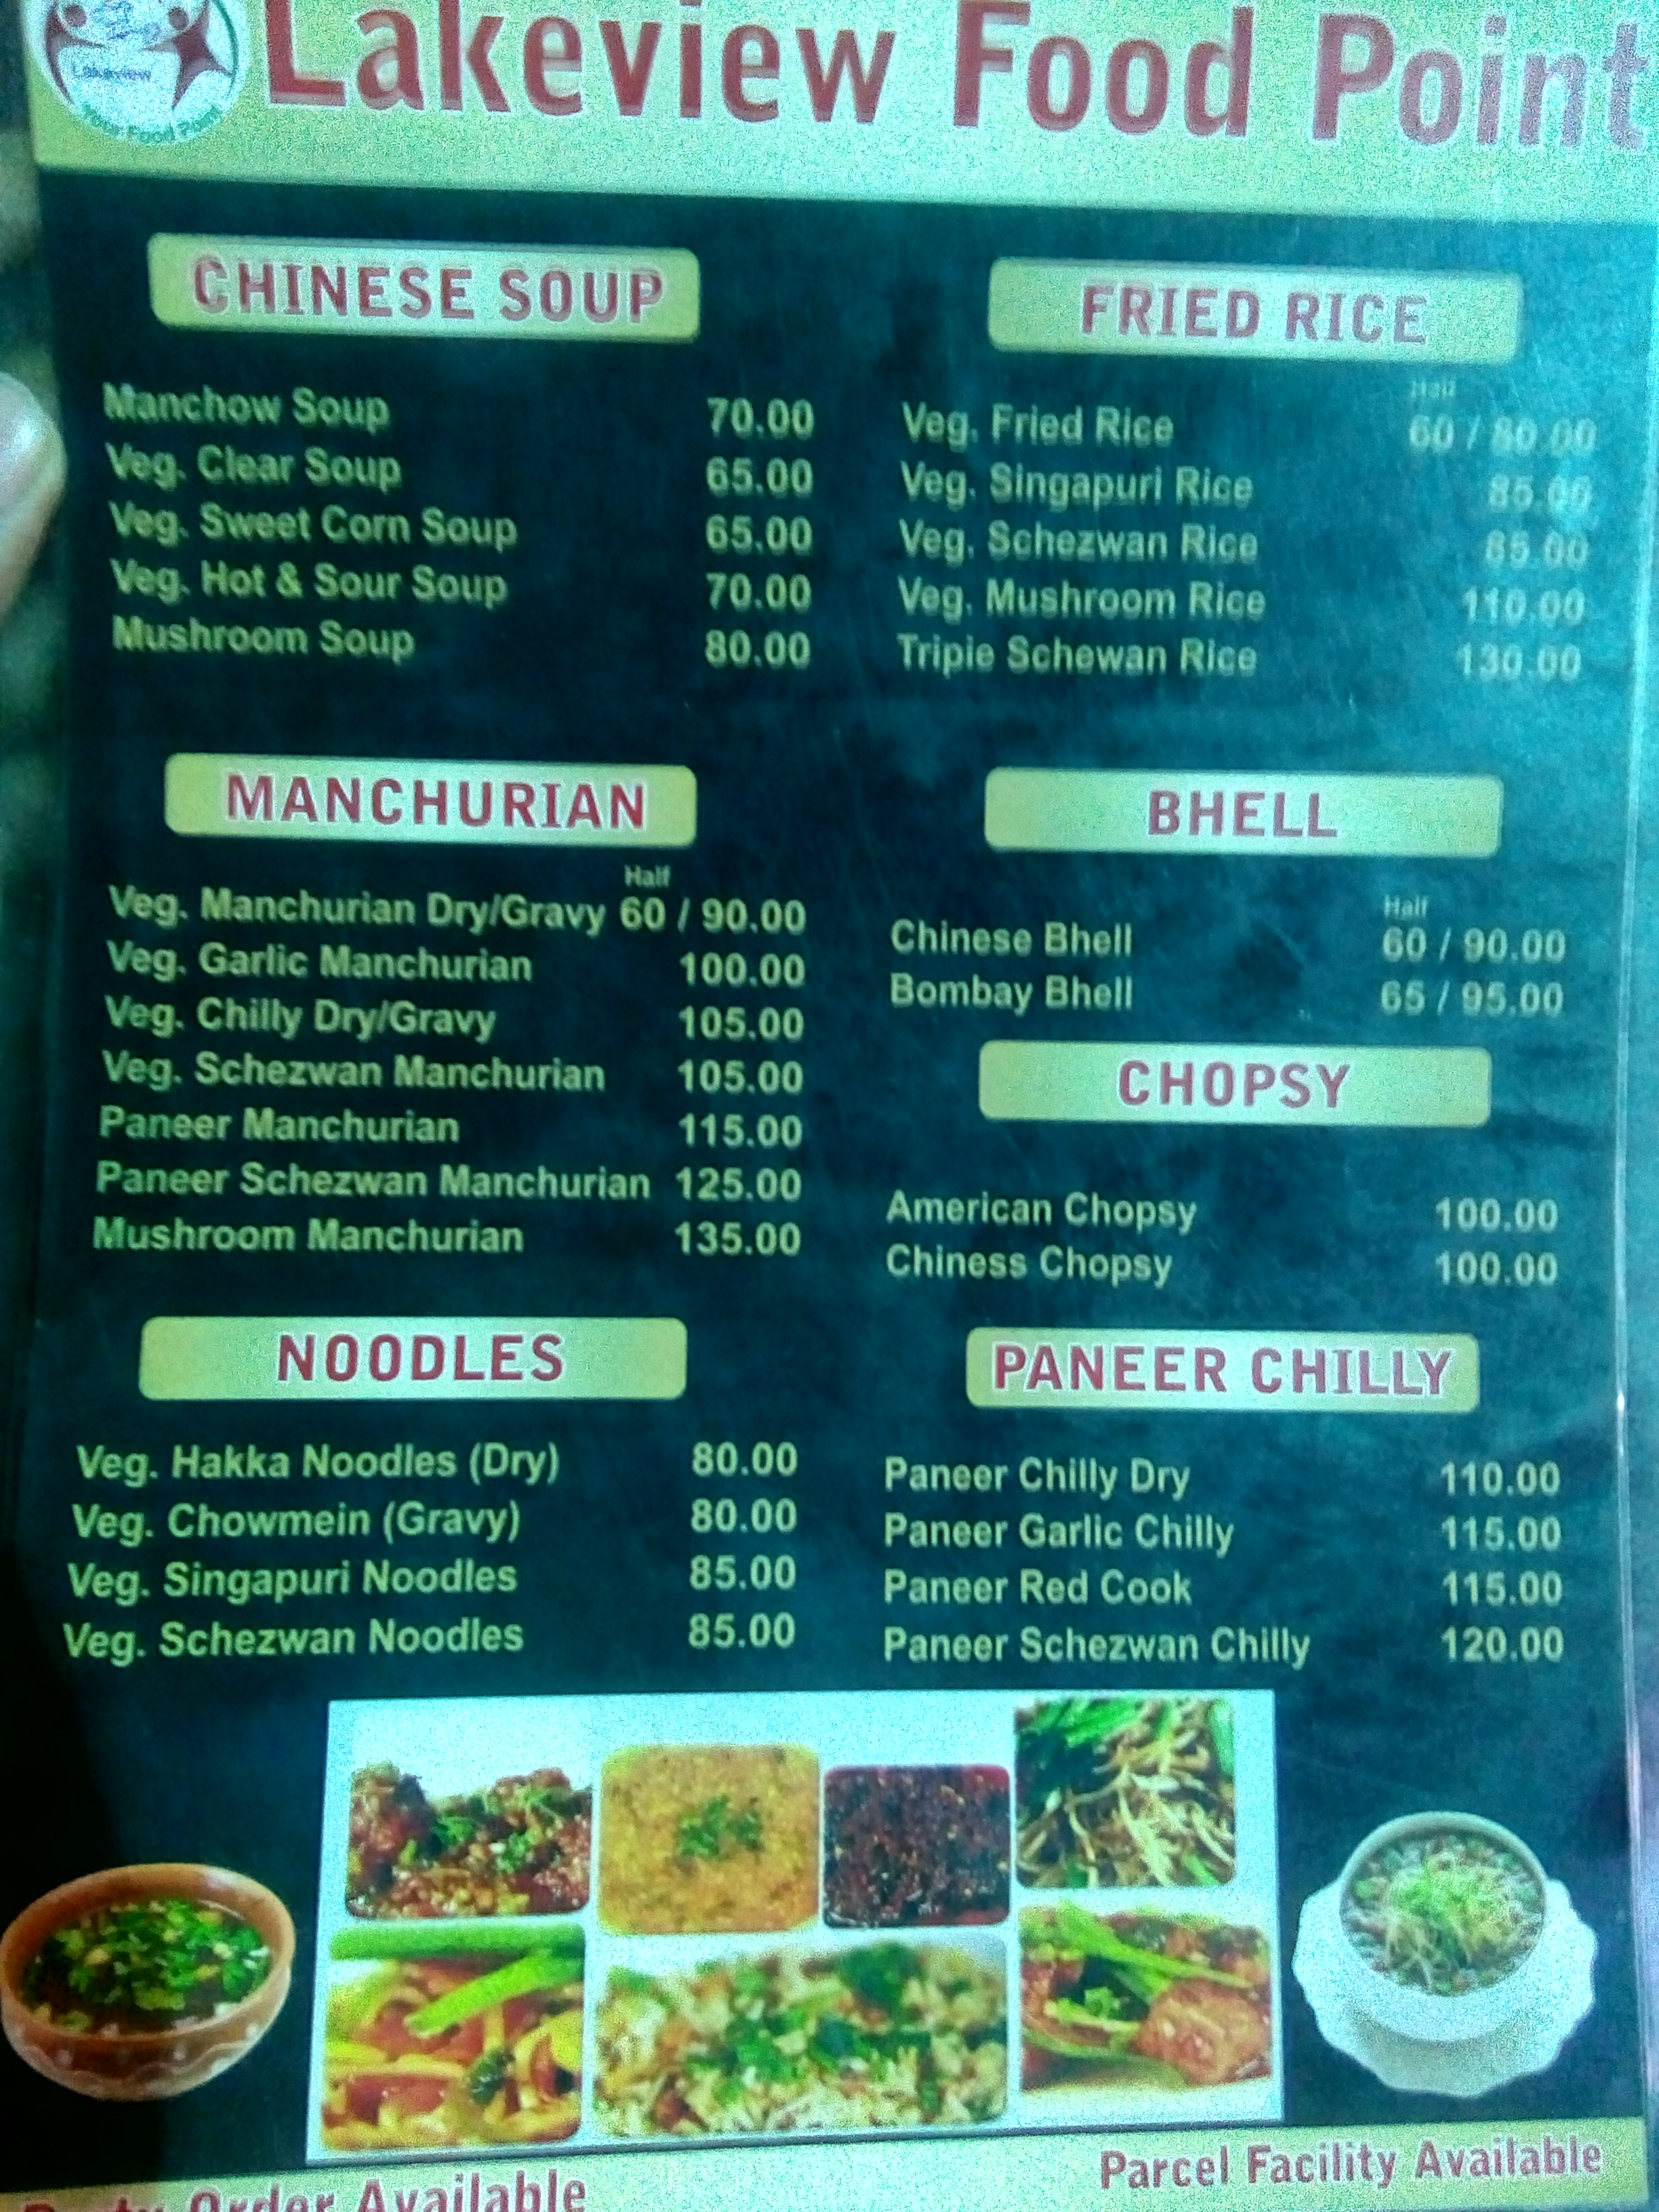 Lakeview
Your Food Point
Lakeview Food Point
CHINESE SOUP
Manchow Soup 70.00
Veg. Clear Soup 65.00
Veg. Sweet Corn Soup 65.00
Veg. Hot & Sour Soup 70.00
Mushroom Soup 80.00
FRIED RICE
Half
Veg. Fried Rice 60 / 80.00
Veg. Singapuri Rice 85.00
Veg. Schezwan Rice 85.00
Veg. Mushroom Rice 110.00
Triple Schewan Rice 130.00
MANCHURIAN
Half
Veg. Manchurian Dry/Gravy 60 / 90.00
Veg. Garlic Manchurian 100.00
Veg. Chilly Dry/Gravy 105.00
Veg. Schezwan Manchurian 105.00
Paneer Manchurian 115.00
Paneer Schezwan Manchurian 125.00
Mushroom Manchurian 135.00
BHELL
Half
Chinese Bhell 60 / 90.00
Bombay Bhell 65 / 95.00
CHOPSY
American Chopsy 100.00
Chiness Chopsy 100.00
NOODLES
Veg. Hakka Noodles (Dry) 80.00
Veg. Chowmein (Gravy) 80.00
Veg. Singapuri Noodles 85.00
Veg. Schezwan Noodles 85.00
PANEER CHILLY
Paneer Chilly Dry 110.00
Paneer Garlic Chilly 115.00
Paneer Red Cook 115.00
Paneer Schezwan Chilly 120.00
Party Order Available
Parcel Facility Available